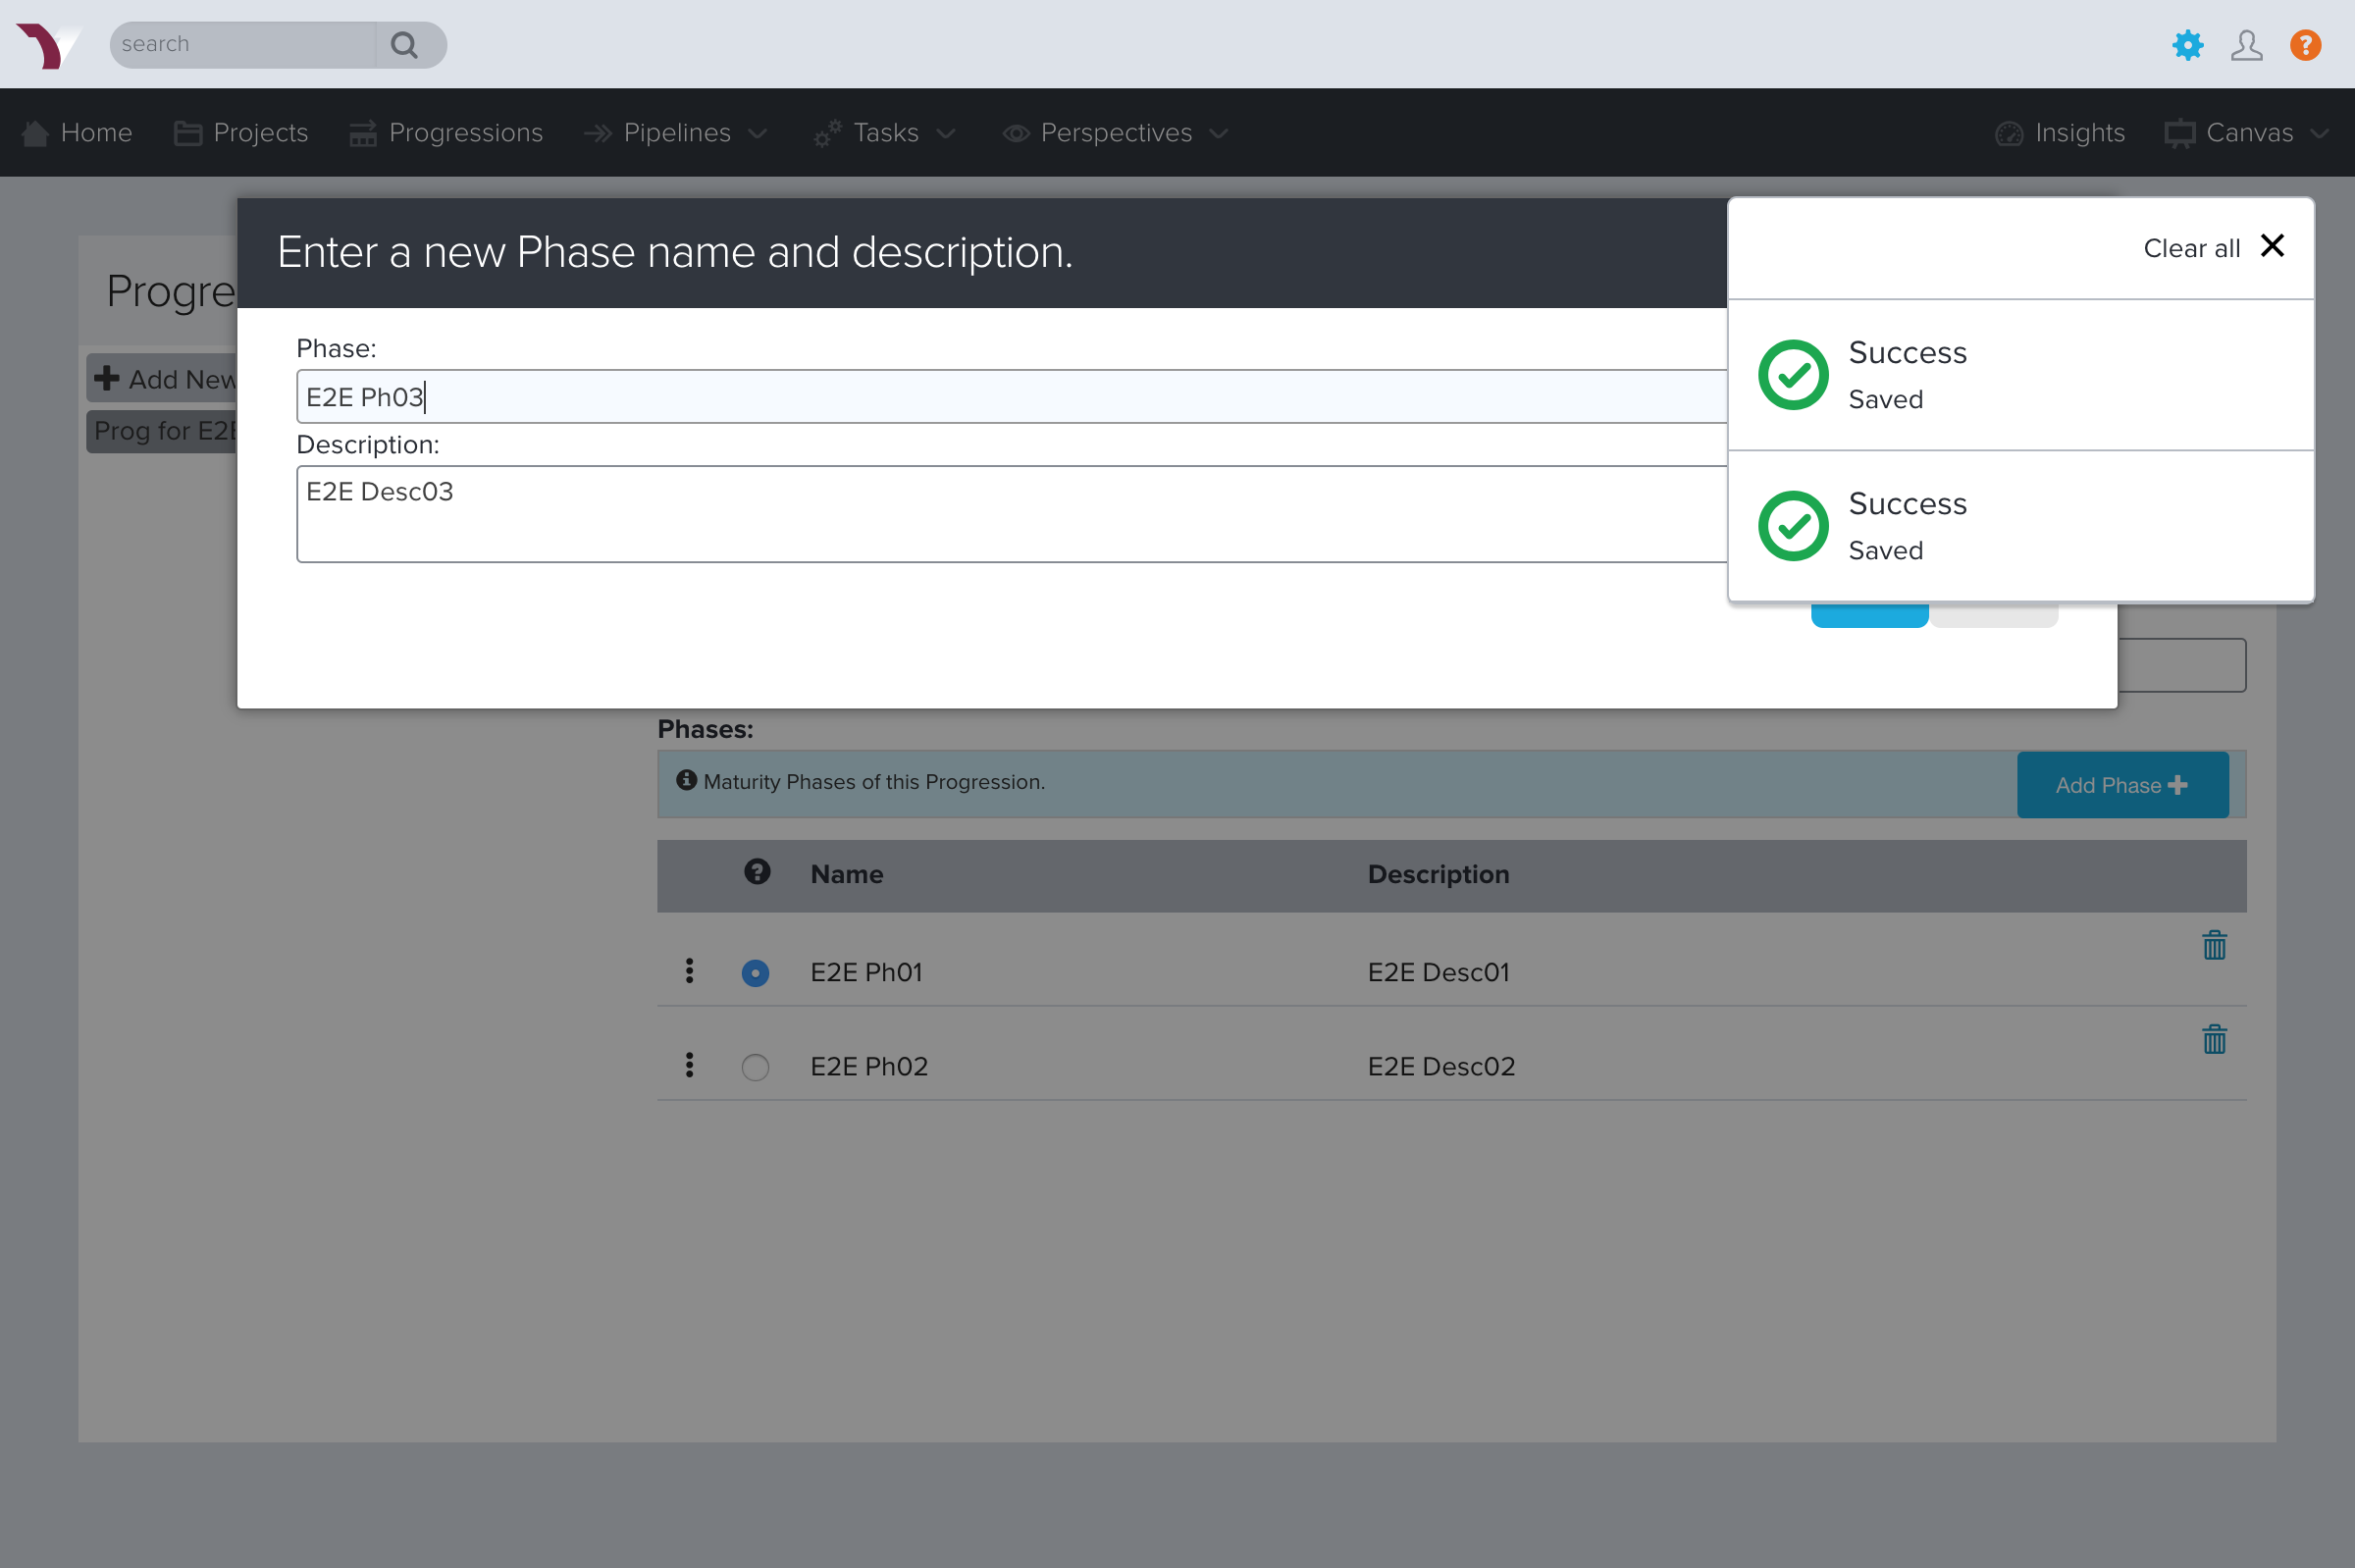 search
Home Projects Progressions Pipelines Tasks Perspectives Insights Canvas
Enter a new Phase name and description.
Clear all
Progre
Phase:
Success
Add New
E2E Ph03
Saved
Prog for E2E
Description:
E2E Desc03
Success
Saved
Phases:
Maturity Phases of this Progression.
Add Phase
Name Description
E2E Ph01 E2E Desc01
E2E Ph02 E2E Desc02